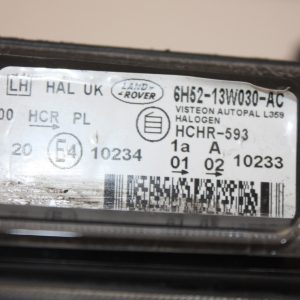 LH HAL UK LAND-ROVER 6H52-13W030-AC
VISTEON AUTOPAL L359
HALOGEN
00 HCR PL HCHR-593
20 E4 10234 1a A 10233
01 02